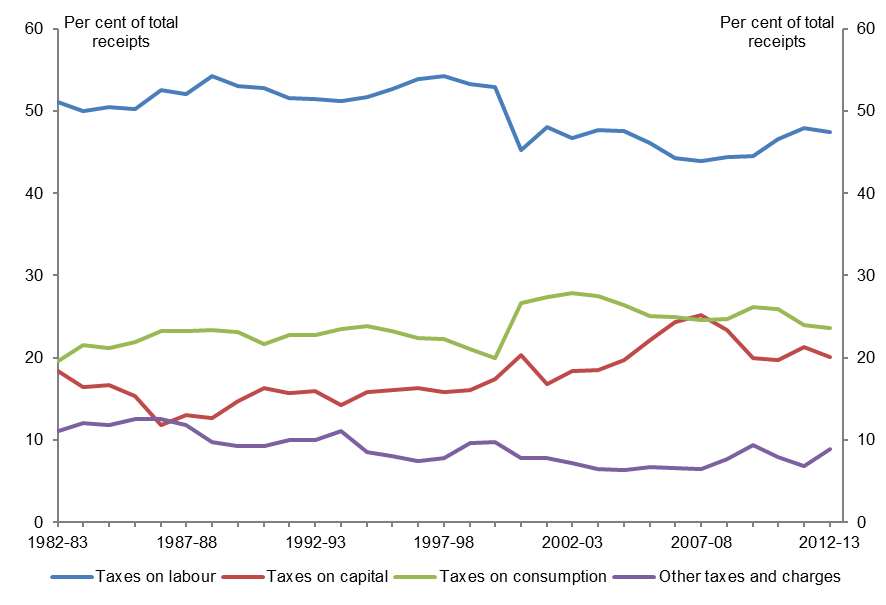 Per cent of total
receipts
Per cent of total
receipts
60
50
40
30
20
10
0
60
50
40
30
20
10
0
1982-83 1987-88 1992-93 1997-98 2002-03 2007-08 2012-13
Taxes on labour Taxes on capital Taxes on consumption Other taxes and charges